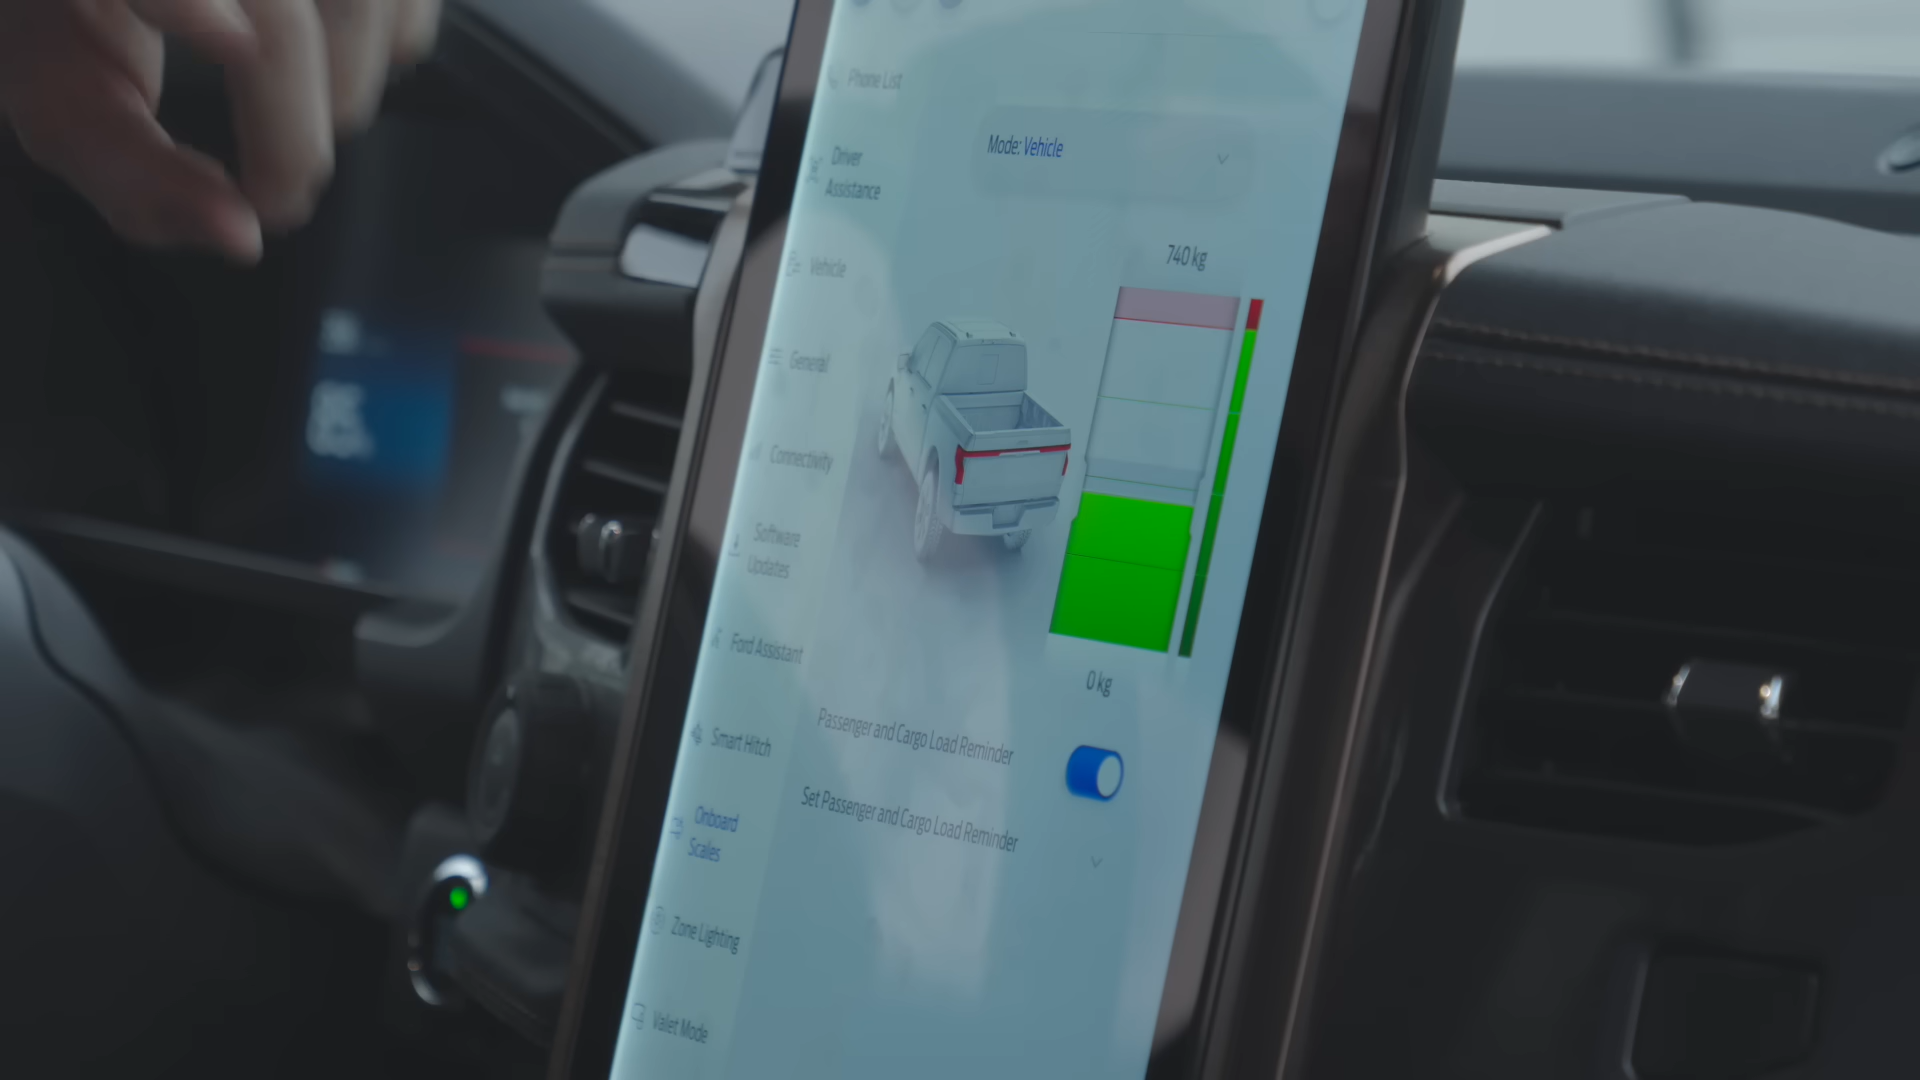 Phone List
Mode: Vehicle
Driver
Assistance
740 kg
Vehicle
General
Connectivity
Software
Updates
Ford Assistant
0 kg
Passenger and Cargo Load Reminder
Smart Hitch
Set Passenger and Cargo Load Reminder
Onboard
Scales
Zone Lighting
Valet Mode